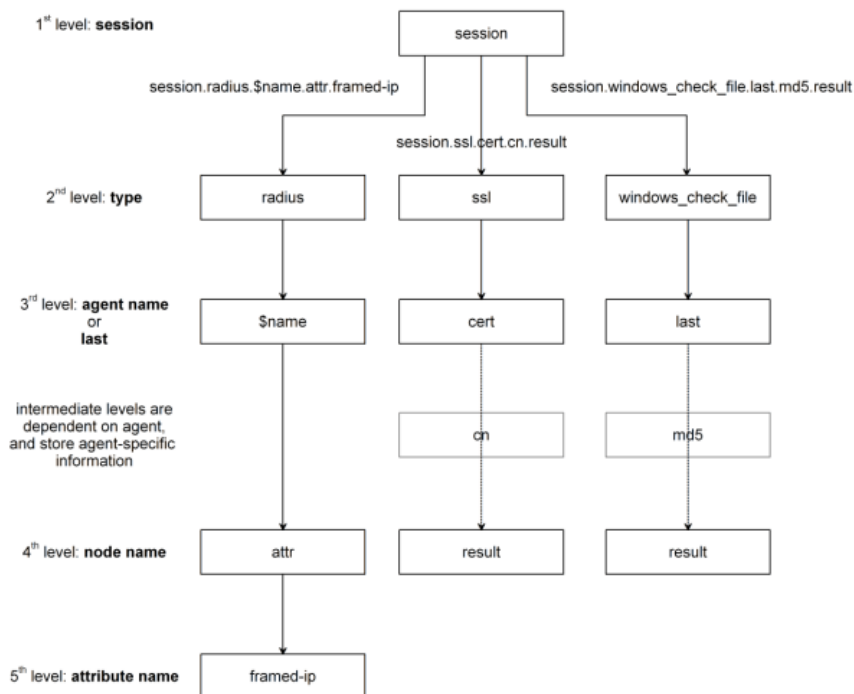 1st level: session
session
session.radius.$name.attr.framed-ip
session.windows_check_file.last.md5.result
session.ssl.cert.cn.result
2nd level: type
radius
ssl
windows_check_file
3rd level: agent name
or
last
$name
cert
last
intermediate levels are
dependent on agent,
and store agent-specific
information
cn
md5
4th level: node name
attr
result
result
5th level: attribute name
framed-ip